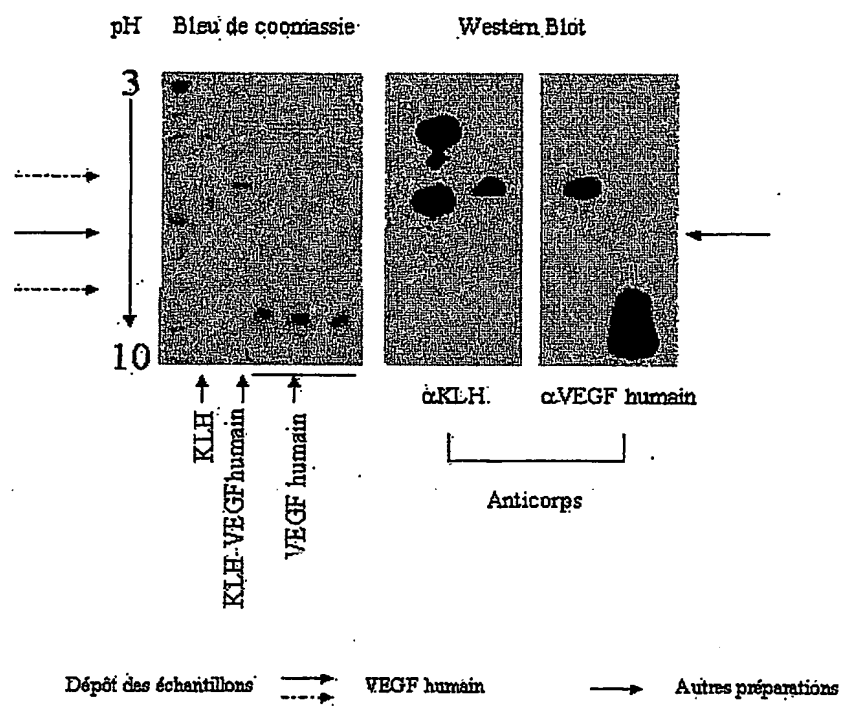 pH Bleu de coomassie Western Blot
3
10
αKLH. αVEGF humain
Anticorps
KLH
KLH-VEGFhumain
VEGF humain
Dépôt des échantillons VEGF humain Autres préparations